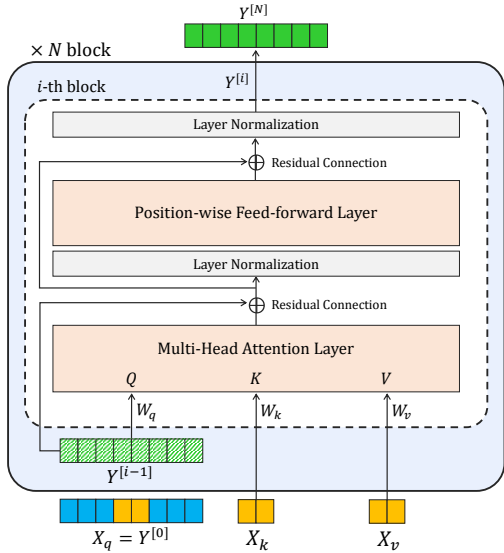 Y^[N]
× N block
Y^[i]
i-th block
Layer Normalization
Residual Connection
Position-wise Feed-forward Layer
Layer Normalization
Residual Connection
Multi-Head Attention Layer
Q K V
W_q W_k W_v
Y^[i−1]
X_q = Y^[0] X_k X_v